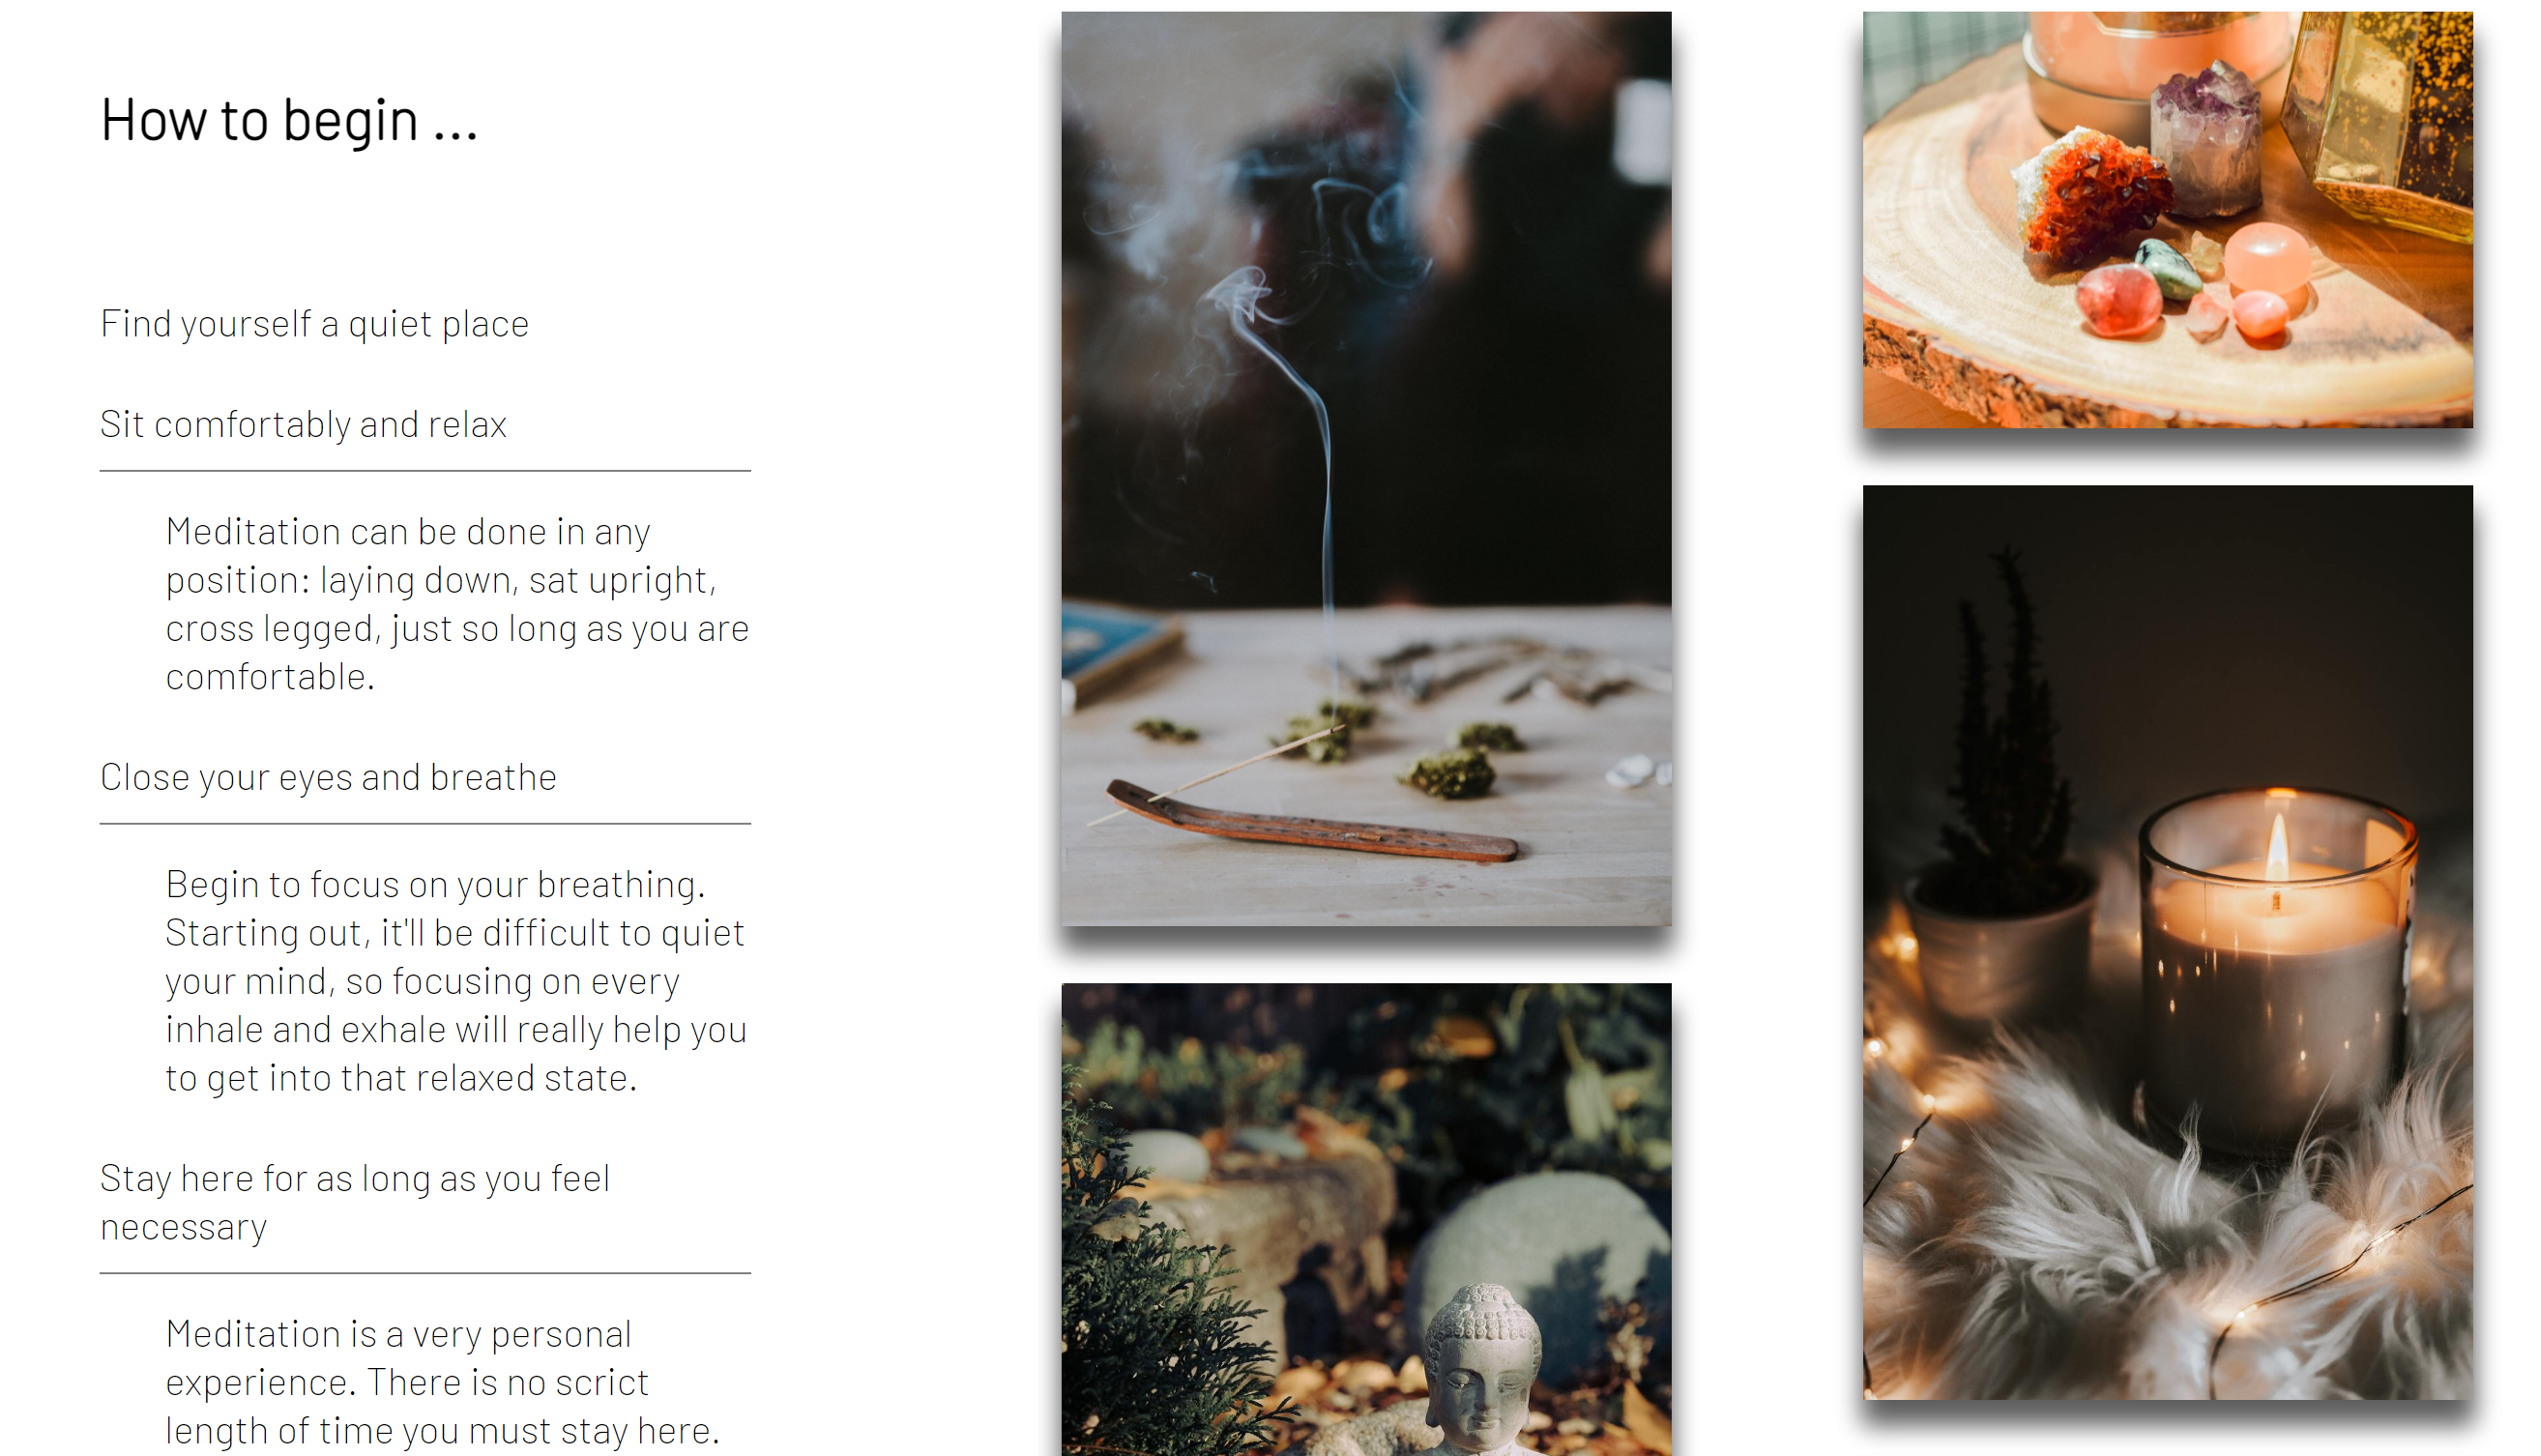 How to begin ...
Find yourself a quiet place
Sit comfortably and relax
Meditation can be done in any
position: laying down, sat upright,
cross legged, just so long as you are
comfortable.
Close your eyes and breathe
Begin to focus on your breathing.
Starting out, it'll be difficult to quiet
your mind, so focusing on every
inhale and exhale will really help you
to get into that relaxed state.
Stay here for as long as you feel
necessary
Meditation is a very personal
experience. There is no scrict
length of time you must stay here.